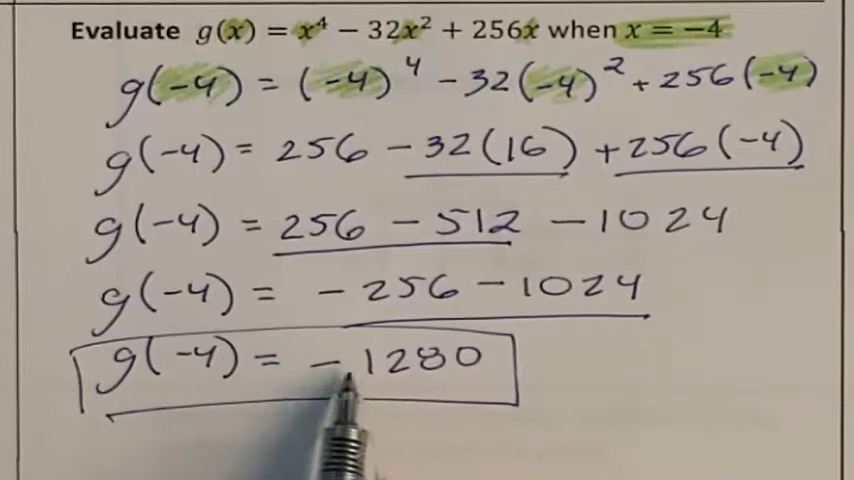 Evaluate g(x) = x⁴ − 32x² + 256x when x = −4
g(-4) = (-4)⁴ - 32(-4)² + 256(-4)
g(-4) = 256 - 32(16) + 256(-4)
g(-4) = 256 - 512 - 1024
g(-4) = - 256 - 1024
g(-4) = - 1280